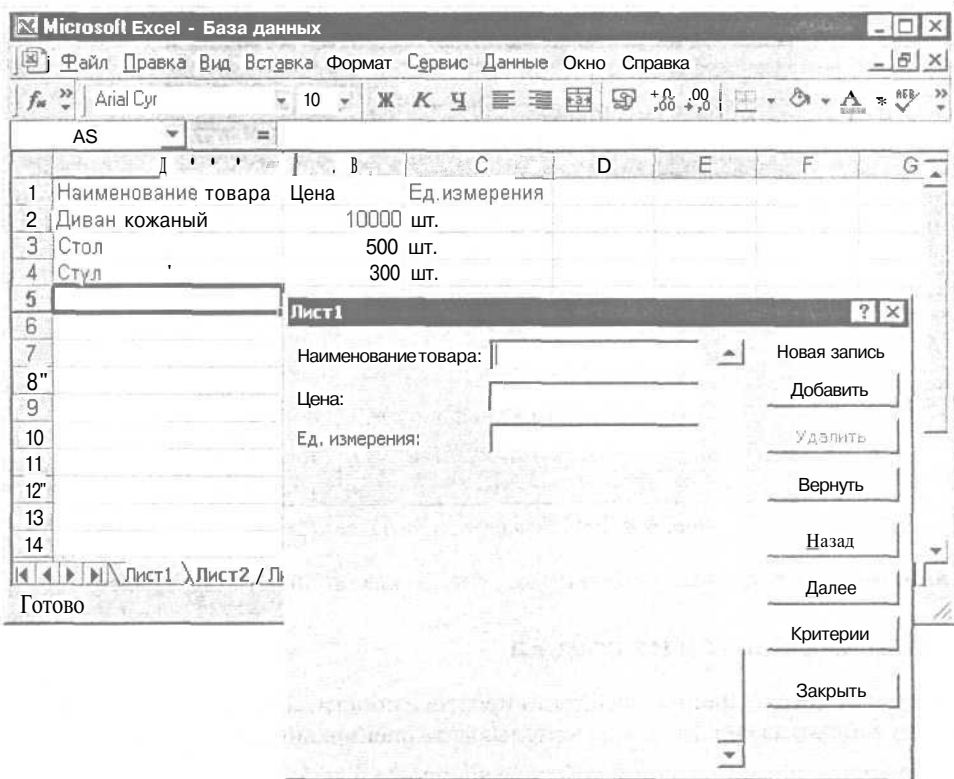 Microsoft Excel - База данных
Файл Правка Вид Вставка Формат Сервис Данные Окно Справка
Arial Cyr 10 Ж К Ч
AS =
Д B C D E F G
1 Наименование товара Цена Ед.измерения
2 Диван кожаный 10000 шт.
3 Стол 500 шт.
4 Стул 300 шт.
5
Лист1 ?
6
7 Наименование товара: Новая запись
8"
Цена: Добавить
9
10 Ед. измерения: Удалить
11
12" Вернуть
13
14 Назад
Лист1 Лист2 / Ли
Далее
Готово
Критерии
Закрыть